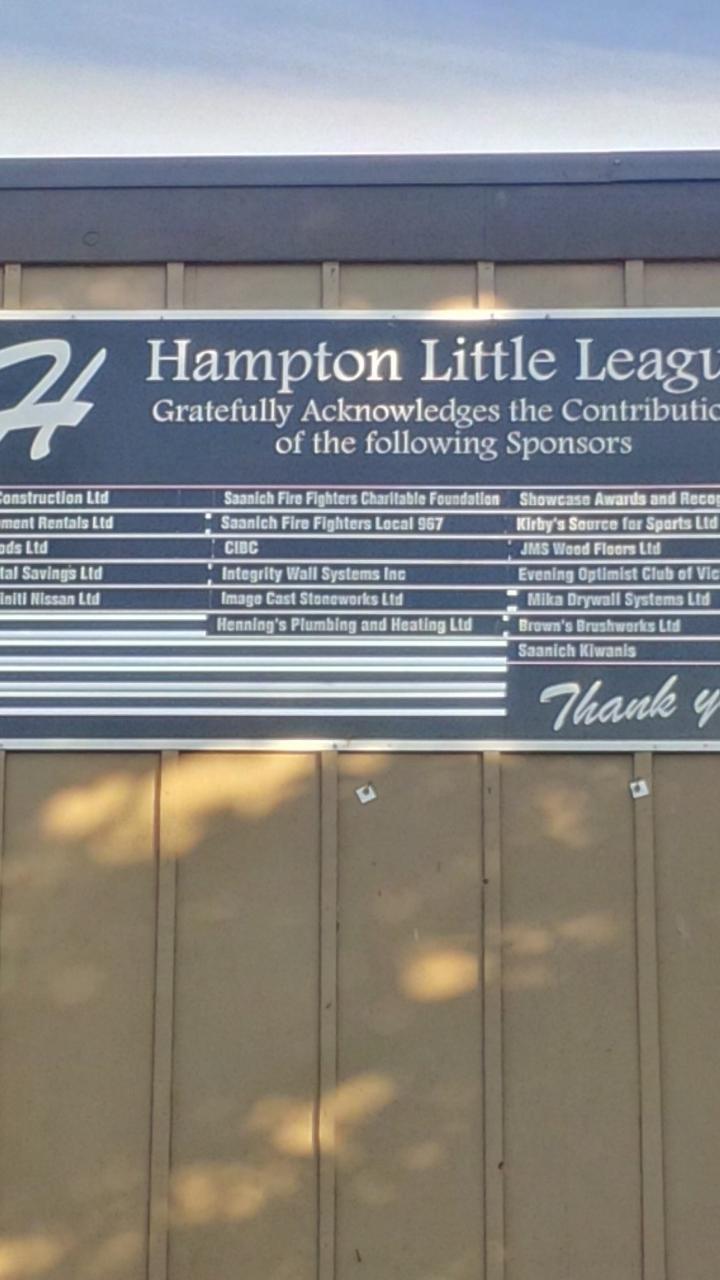 H
Hampton Little Leagu
Gratefully Acknowledges the Contributio
of the following Sponsors
Construction Ltd
ment Rentals Ltd
ods Ltd
tal Savings Ltd
initi Nissan Ltd
Saanich Fire Fighters Charitable Foundation
Saanich Fire Fighters Local 967
CIBC
Integrity Wall Systems Inc
Image Cast Stoneworks Ltd
Henning's Plumbing and Heating Ltd
Showcase Awards and Recog
Kirby's Source for Sports Ltd
JMS Wood Floors Ltd
Evening Optimist Club of Vic
Mika Drywall Systems Ltd
Brown's Brushworks Ltd
Saanich Kiwanis
Thank y